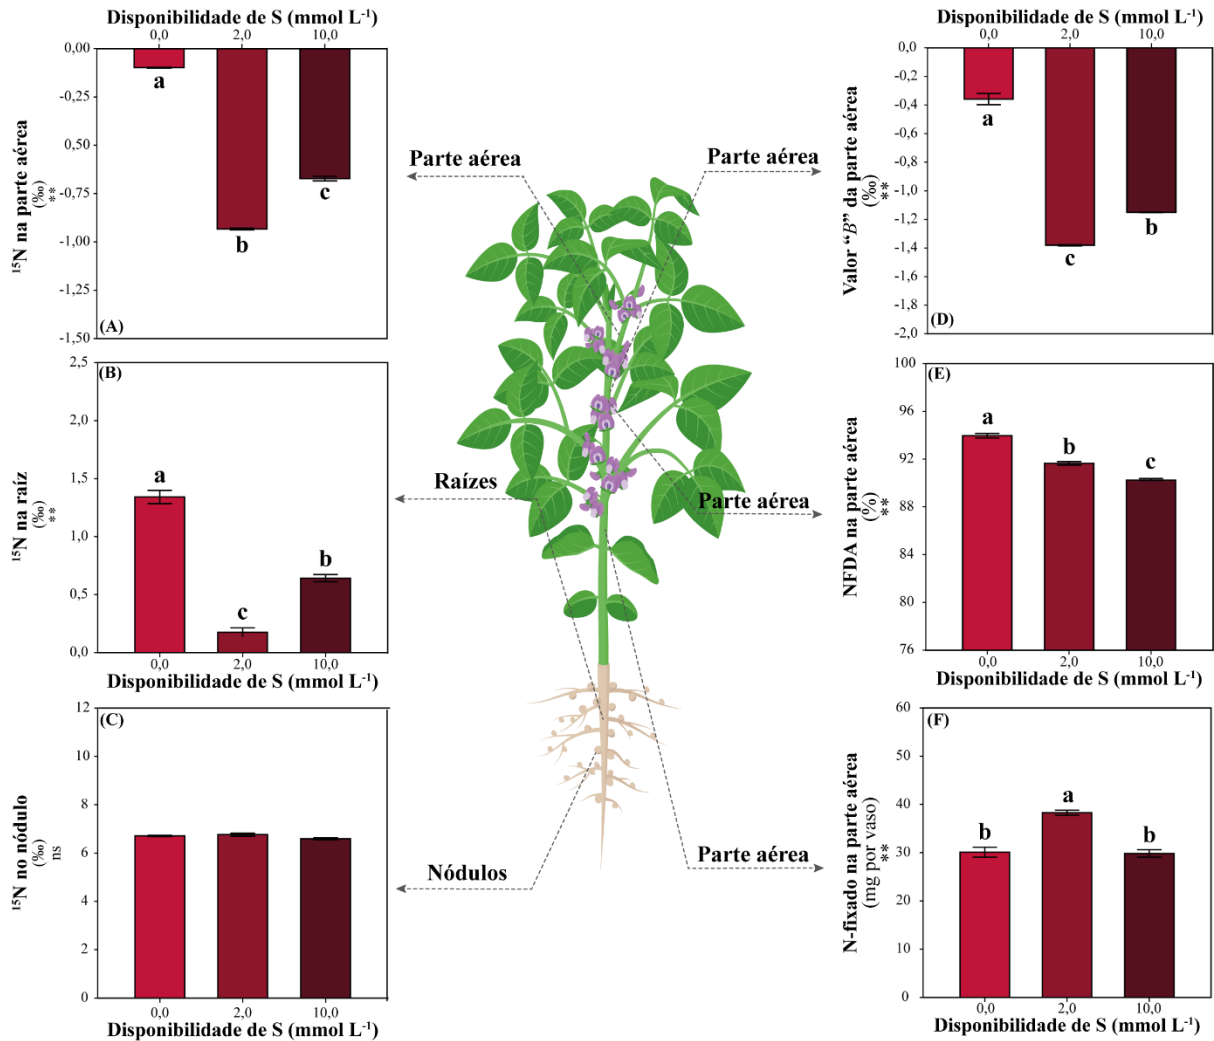 Disponibilidade de S (mmol L⁻¹)
0,0 2,0 10,0
0,00
-0,25
0,50
-0,75
-1,00
-1,25
-1,50
¹⁵N na parte aérea
(‰)
**
a
b
c
(A)
2,5
2,0
1,5
1,0
0,5
0,0
¹⁵N na raíz
(‰)
**
(B)
a
c
b
0,0 2,0 10,0
Disponibilidade de S (mmol L⁻¹)
12
10
8
6
4
2
0
¹⁵N no nódulo
(‰)
ns
(C)
0,0 2,0 10,0
Disponibilidade de S (mmol L⁻¹)
Parte aérea
Parte aérea
Raízes
Parte aérea
Nódulos
Parte aérea
Disponibilidade de S (mmol L⁻¹)
0,0 2,0 10,0
0,0
-0,2
-0,4
-0,6
-0,8
-1,0
-1,2
-1,4
-1,6
-1,8
-2,0
Valor “B” da parte aérea
(‰)
**
a
c
b
(D)
100
96
92
88
84
80
76
NFDA na parte aérea
(%)
**
(E)
a
b
c
0,0 2,0 10,0
Disponibilidade de S (mmol L⁻¹)
60
50
40
30
20
10
0
N-fixado na parte aérea
(mg por vaso)
**
(F)
b
a
b
0,0 2,0 10,0
Disponibilidade de S (mmol L⁻¹)